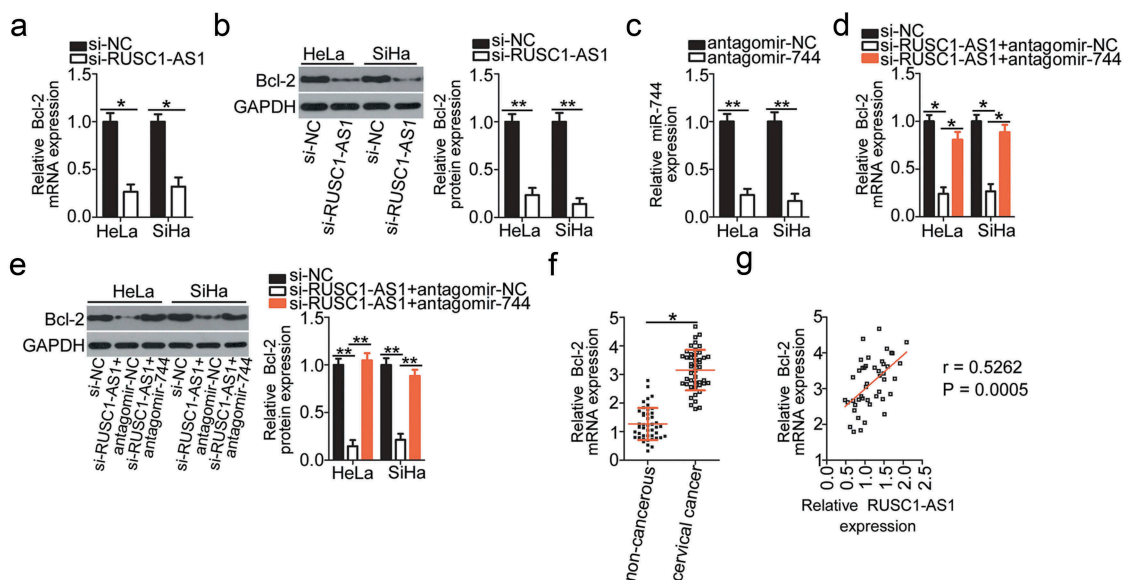 a
si-NC
si-RUSC1-AS1
Relative Bcl-2
mRNA expression
1.5
1.0
0.5
0.0
* *
HeLa SiHa
b
HeLa SiHa
Bcl-2
GAPDH
si-NC
si-RUSC1-AS1
si-NC
si-RUSC1-AS1
si-NC
si-RUSC1-AS1
Relative Bcl-2
protein expression
1.5
1.0
0.5
0.0
** **
HeLa SiHa
c
antagomir-NC
antagomir-744
Relative miR-744
expression
1.5
1.0
0.5
0.0
** **
HeLa SiHa
d
si-NC
si-RUSC1-AS1+antagomir-NC
si-RUSC1-AS1+antagomir-744
Relative Bcl-2
mRNA expression
1.5
1.0
0.5
0.0
* * * *
HeLa SiHa
e
HeLa SiHa
Bcl-2
GAPDH
si-NC
si-RUSC1-AS1+
antagomir-NC
si-RUSC1-AS1+
antagomir-744
si-NC
si-RUSC1-AS1+
antagomir-NC
si-RUSC1-AS1+
antagomir-744
si-NC
si-RUSC1-AS1+antagomir-NC
si-RUSC1-AS1+antagomir-744
Relative Bcl-2
protein expression
1.5
1.0
0.5
0.0
** ** ** **
HeLa SiHa
f
Relative Bcl-2
mRNA expression
5
4
3
2
1
0
*
non-cancerous
cervical cancer
g
Relative Bcl-2
mRNA expression
5
4
3
2
1
0.0 0.5 1.0 1.5 2.0 2.5
Relative RUSC1-AS1
expression
r = 0.5262
P = 0.0005